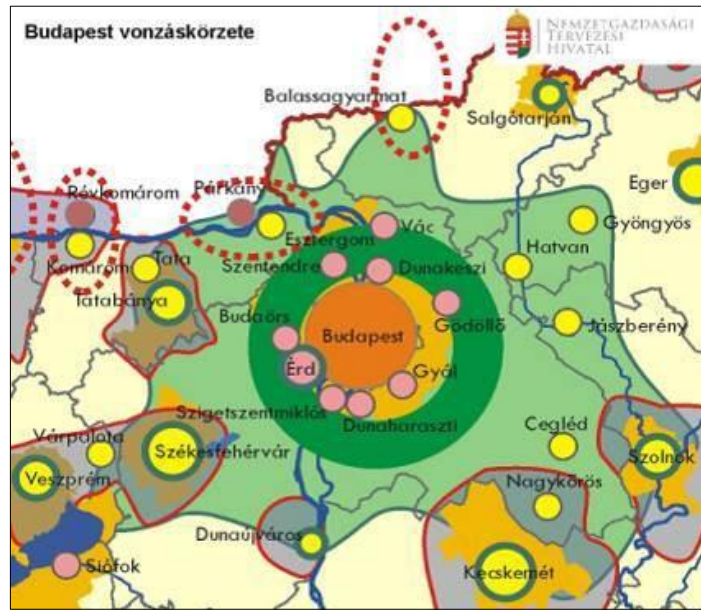 Budapest vonzáskörzete
NEMZETGAZDASÁGI
TERVEZÉSI
HIVATAL
Balassagyarmat
Salgótarján
Eger
Révkomárom
Párkány
Gyöngyös
Vác
Esztergom
Komárom
Tata
Szentendre
Dunakeszi
Hatvan
Tatabánya
Gödöllő
Budaörs
Budapest
Jászberény
Érd
Gyál
Szigetszentmiklós
Dunaharaszti
Cegléd
Várpalota
Székesfehérvár
Szolnok
Veszprém
Nagykőrös
Dunaújváros
Siófok
Kecskemét